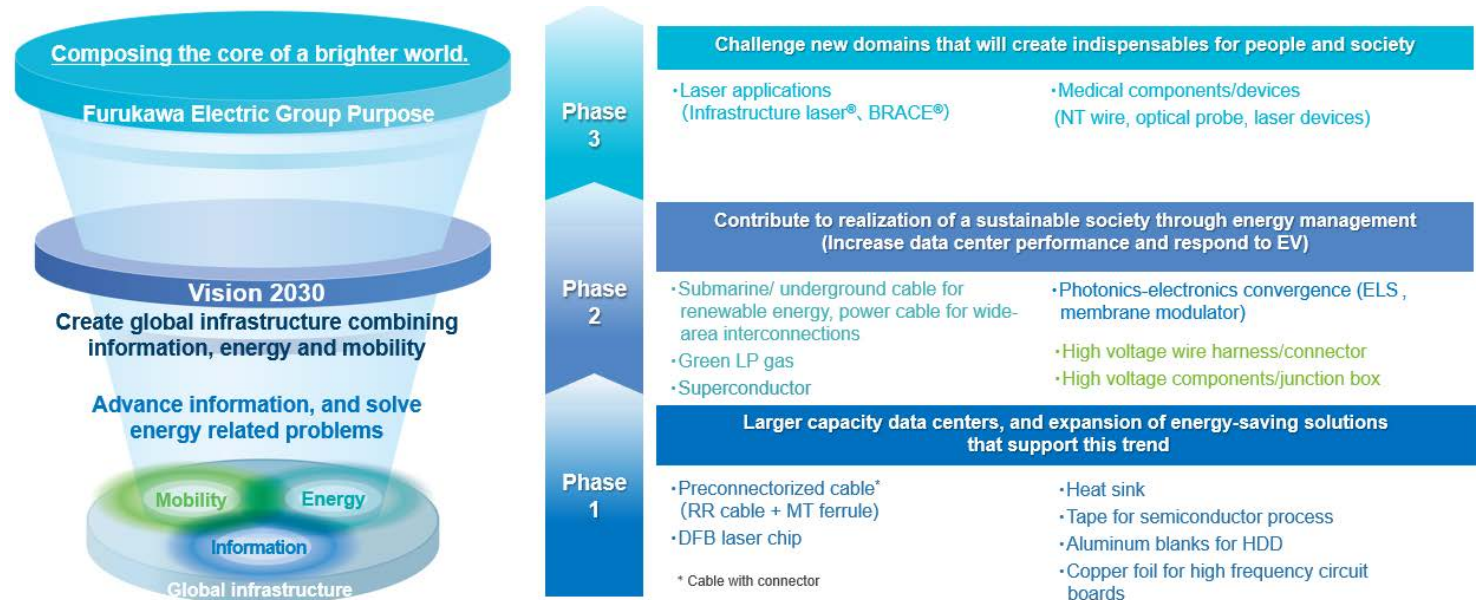 Composing the core of a brighter world.
Furukawa Electric Group Purpose
Vision 2030
Create global infrastructure combining
information, energy and mobility
Advance information, and solve
energy related problems
Mobility
Energy
Information
Global infrastructure
Phase
3
Challenge new domains that will create indispensables for people and society
・Laser applications
(Infrastructure laser®、BRACE®)
・Medical components/devices
(NT wire, optical probe, laser devices)
Phase
2
Contribute to realization of a sustainable society through energy management
(Increase data center performance and respond to EV)
・Submarine/ underground cable for
renewable energy, power cable for wide-
area interconnections
・Green LP gas
・Superconductor
・Photonics-electronics convergence (ELS ,
membrane modulator)
・High voltage wire harness/connector
・High voltage components/junction box
Phase
1
Larger capacity data centers, and expansion of energy-saving solutions
that support this trend
・Preconnectorized cable*
(RR cable + MT ferrule)
・DFB laser chip
* Cable with connector
・Heat sink
・Tape for semiconductor process
・Aluminum blanks for HDD
・Copper foil for high frequency circuit
boards